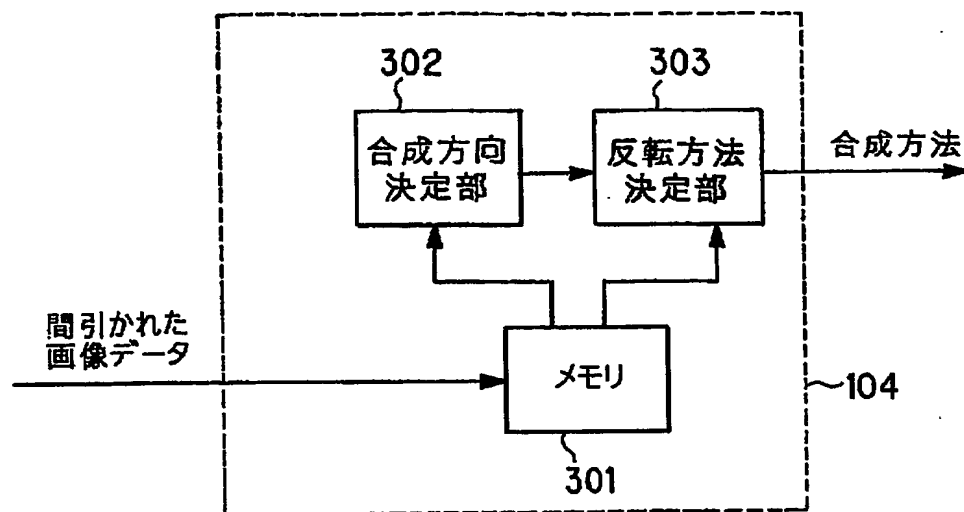 302
303
合成方向
決定部
反転方法
決定部
合成方法
間引かれた
画像データ
メモリ
104
301